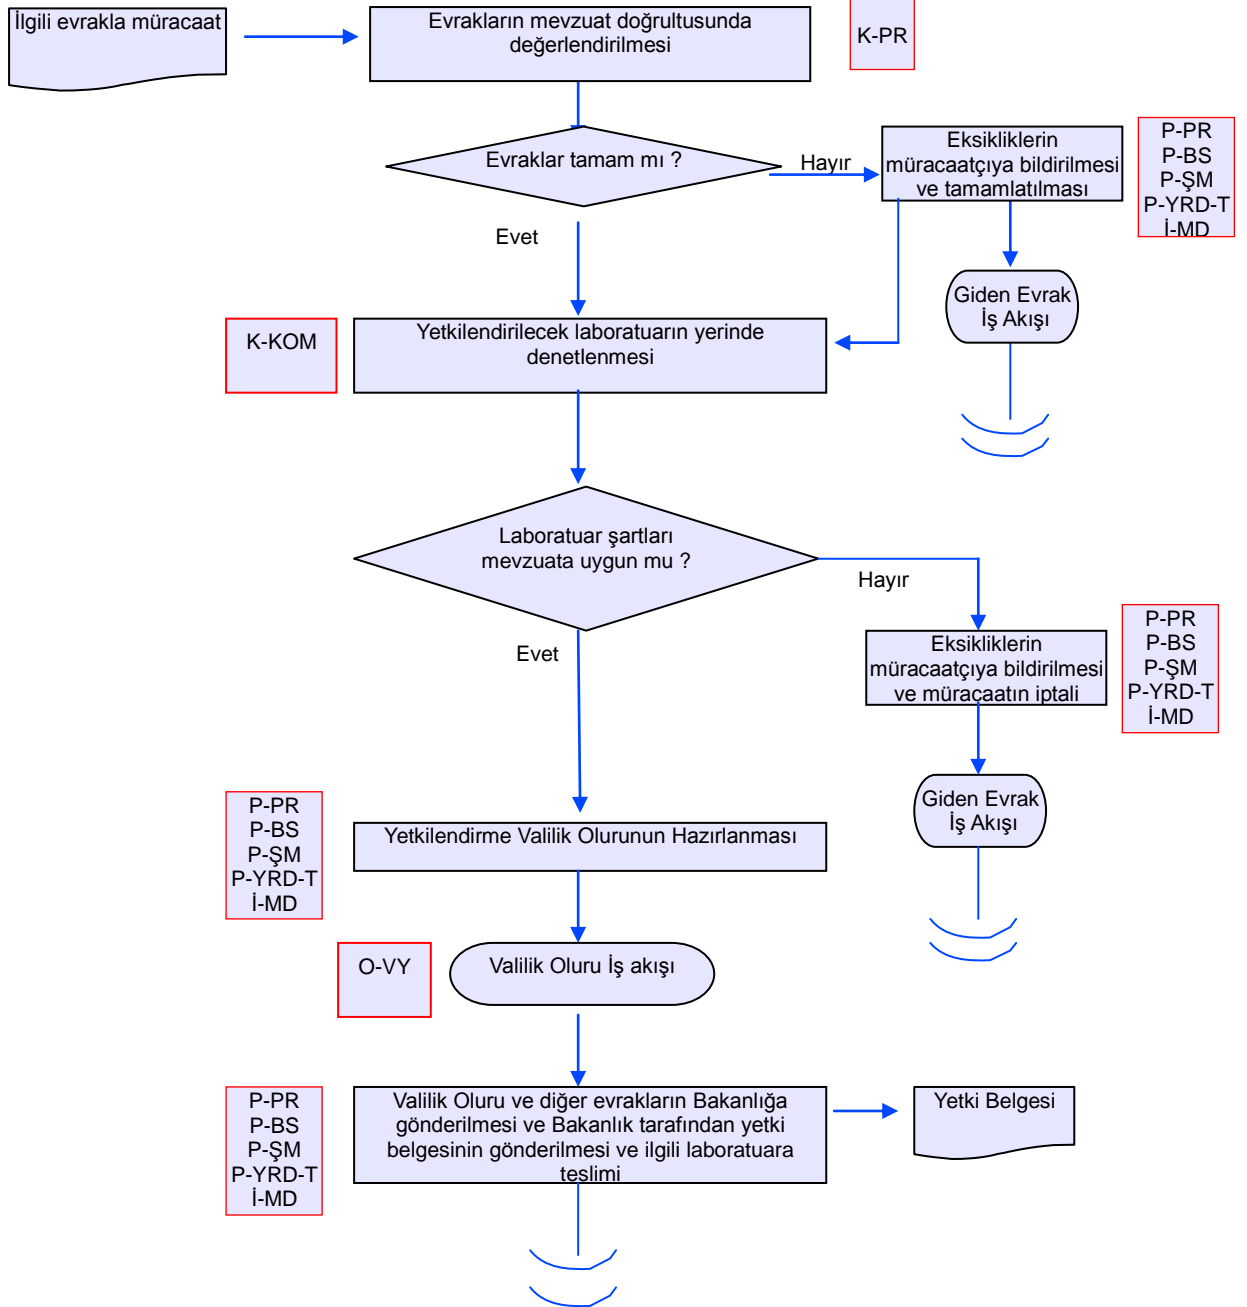 İlgili evrakla müracaat
Evrakların mevzuat doğrultusunda
değerlendirilmesi
K-PR
Evraklar tamam mı ?
Hayır
Eksikliklerin
müracaatçıya bildirilmesi
ve tamamlatılması
P-PR
P-BS
P-ŞM
P-YRD-T
İ-MD
Evet
Giden Evrak
İş Akışı
K-KOM
Yetkilendirilecek laboratuarın yerinde
denetlenmesi
Laboratuar şartları
mevzuata uygun mu ?
Hayır
Evet
Eksikliklerin
müracaatçıya bildirilmesi
ve müracaatın iptali
P-PR
P-BS
P-ŞM
P-YRD-T
İ-MD
Giden Evrak
İş Akışı
P-PR
P-BS
P-ŞM
P-YRD-T
İ-MD
Yetkilendirme Valilik Olurunun Hazırlanması
O-VY
Valilik Oluru İş akışı
P-PR
P-BS
P-ŞM
P-YRD-T
İ-MD
Valilik Oluru ve diğer evrakların Bakanlığa
gönderilmesi ve Bakanlık tarafından yetki
belgesinin gönderilmesi ve ilgili laboratuara
teslimi
Yetki Belgesi